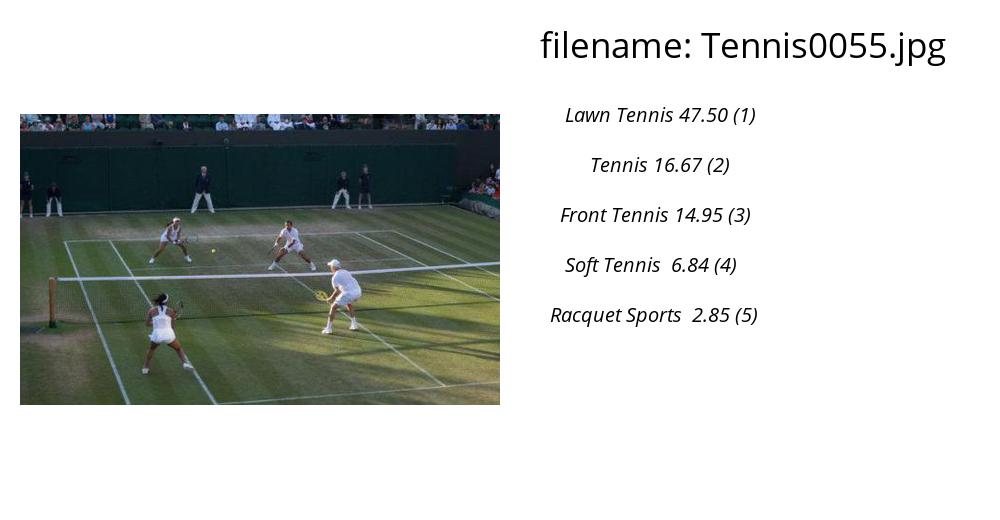 filename: Tennis0055.jpg
Lawn Tennis 47.50 (1)
Tennis 16.67 (2)
Front Tennis 14.95 (3)
Soft Tennis 6.84 (4)
Racquet Sports 2.85 (5)